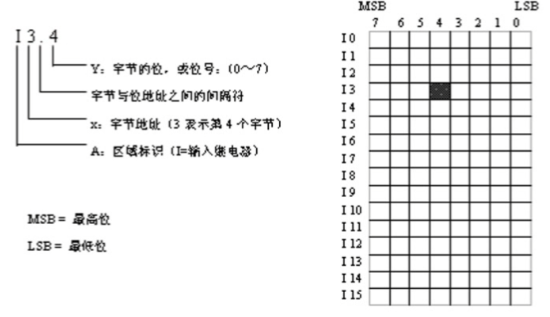 I3.4
Y：字节的位，或位号：(0～7)
字节与位地址之间的间隔符
x：字节地址（3 表示第 4 个字节）
A：区域标识（I=输入继电器）
MSB = 最高位
LSB = 最低位
MSB LSB
7 6 5 4 3 2 1 0
I 0
I 1
I 2
I 3
I 4
I 5
I 6
I 7
I 8
I 9
I 10
I 11
I 12
I 13
I 14
I 15